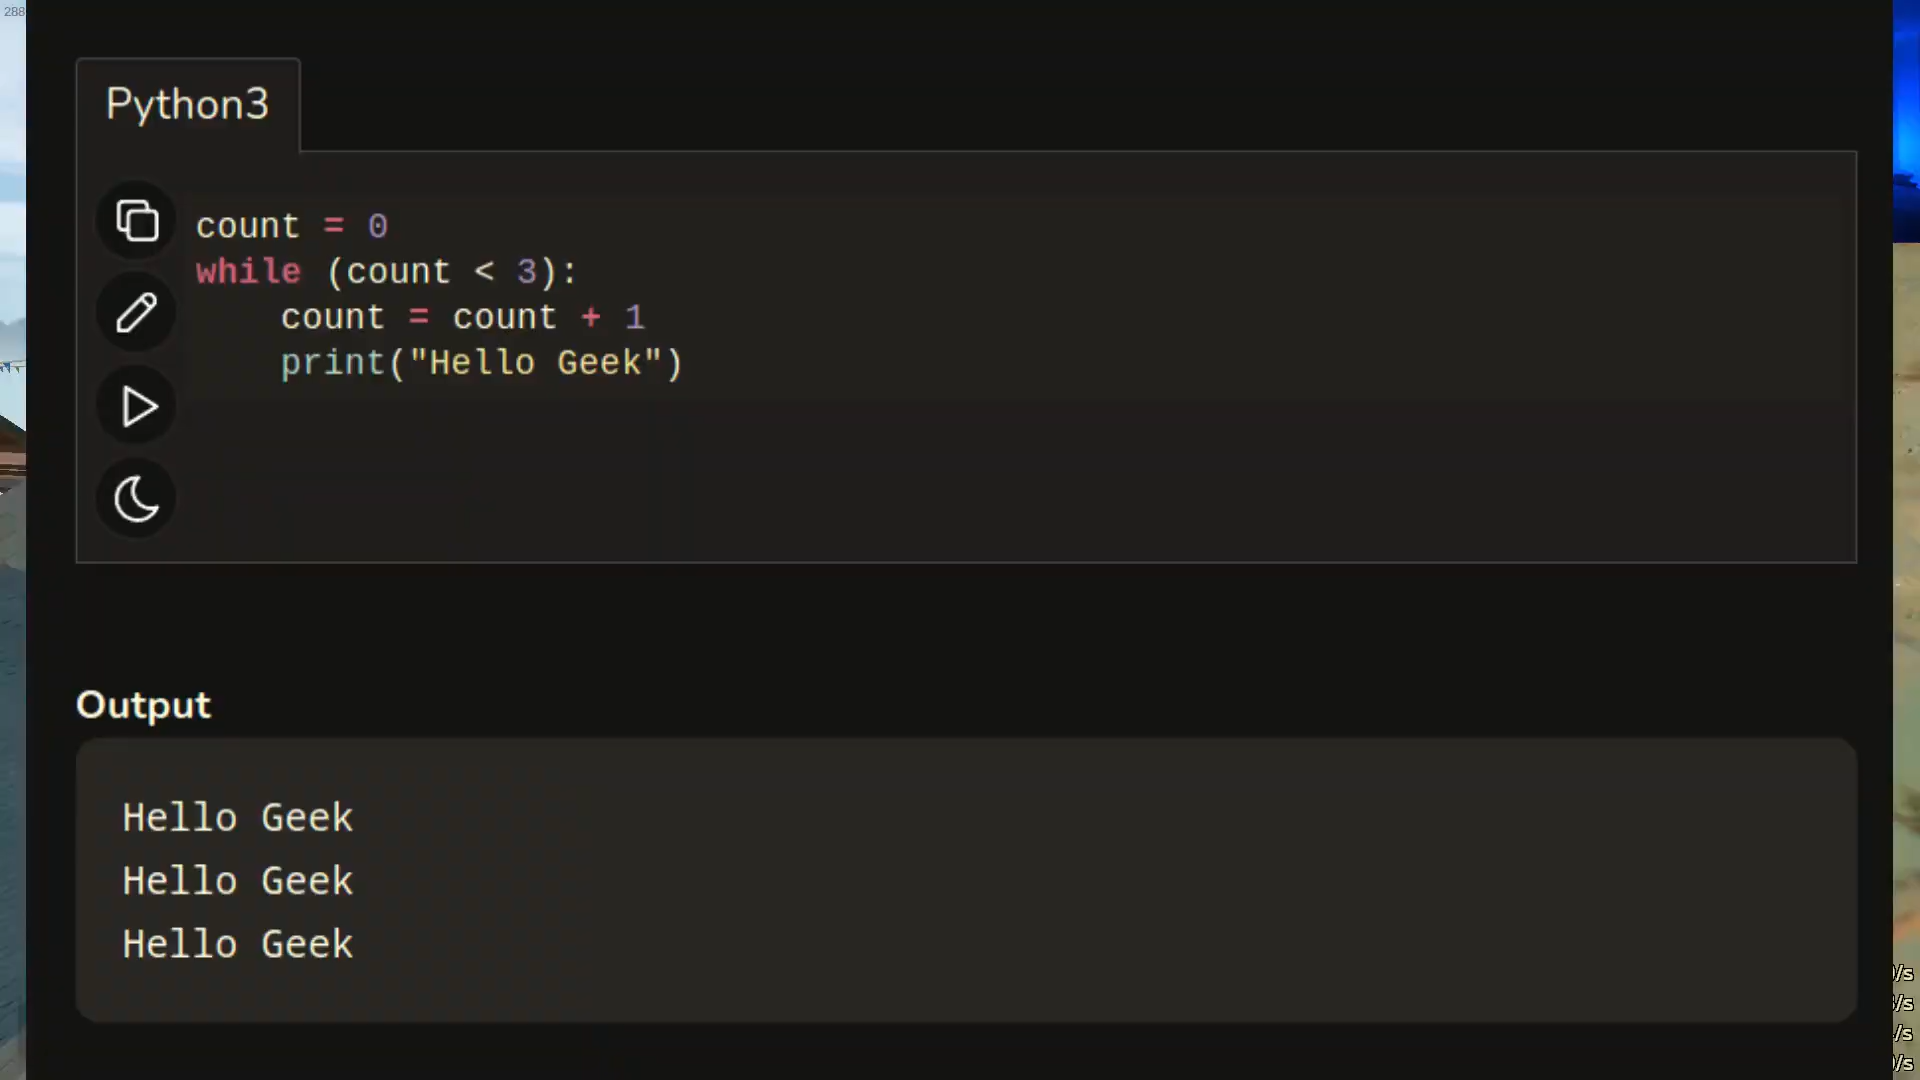 288
Python3
count = 0
while (count < 3):
    count = count + 1
    print("Hello Geek")
Output
Hello Geek
Hello Geek
Hello Geek
/s
/s
/s
/s